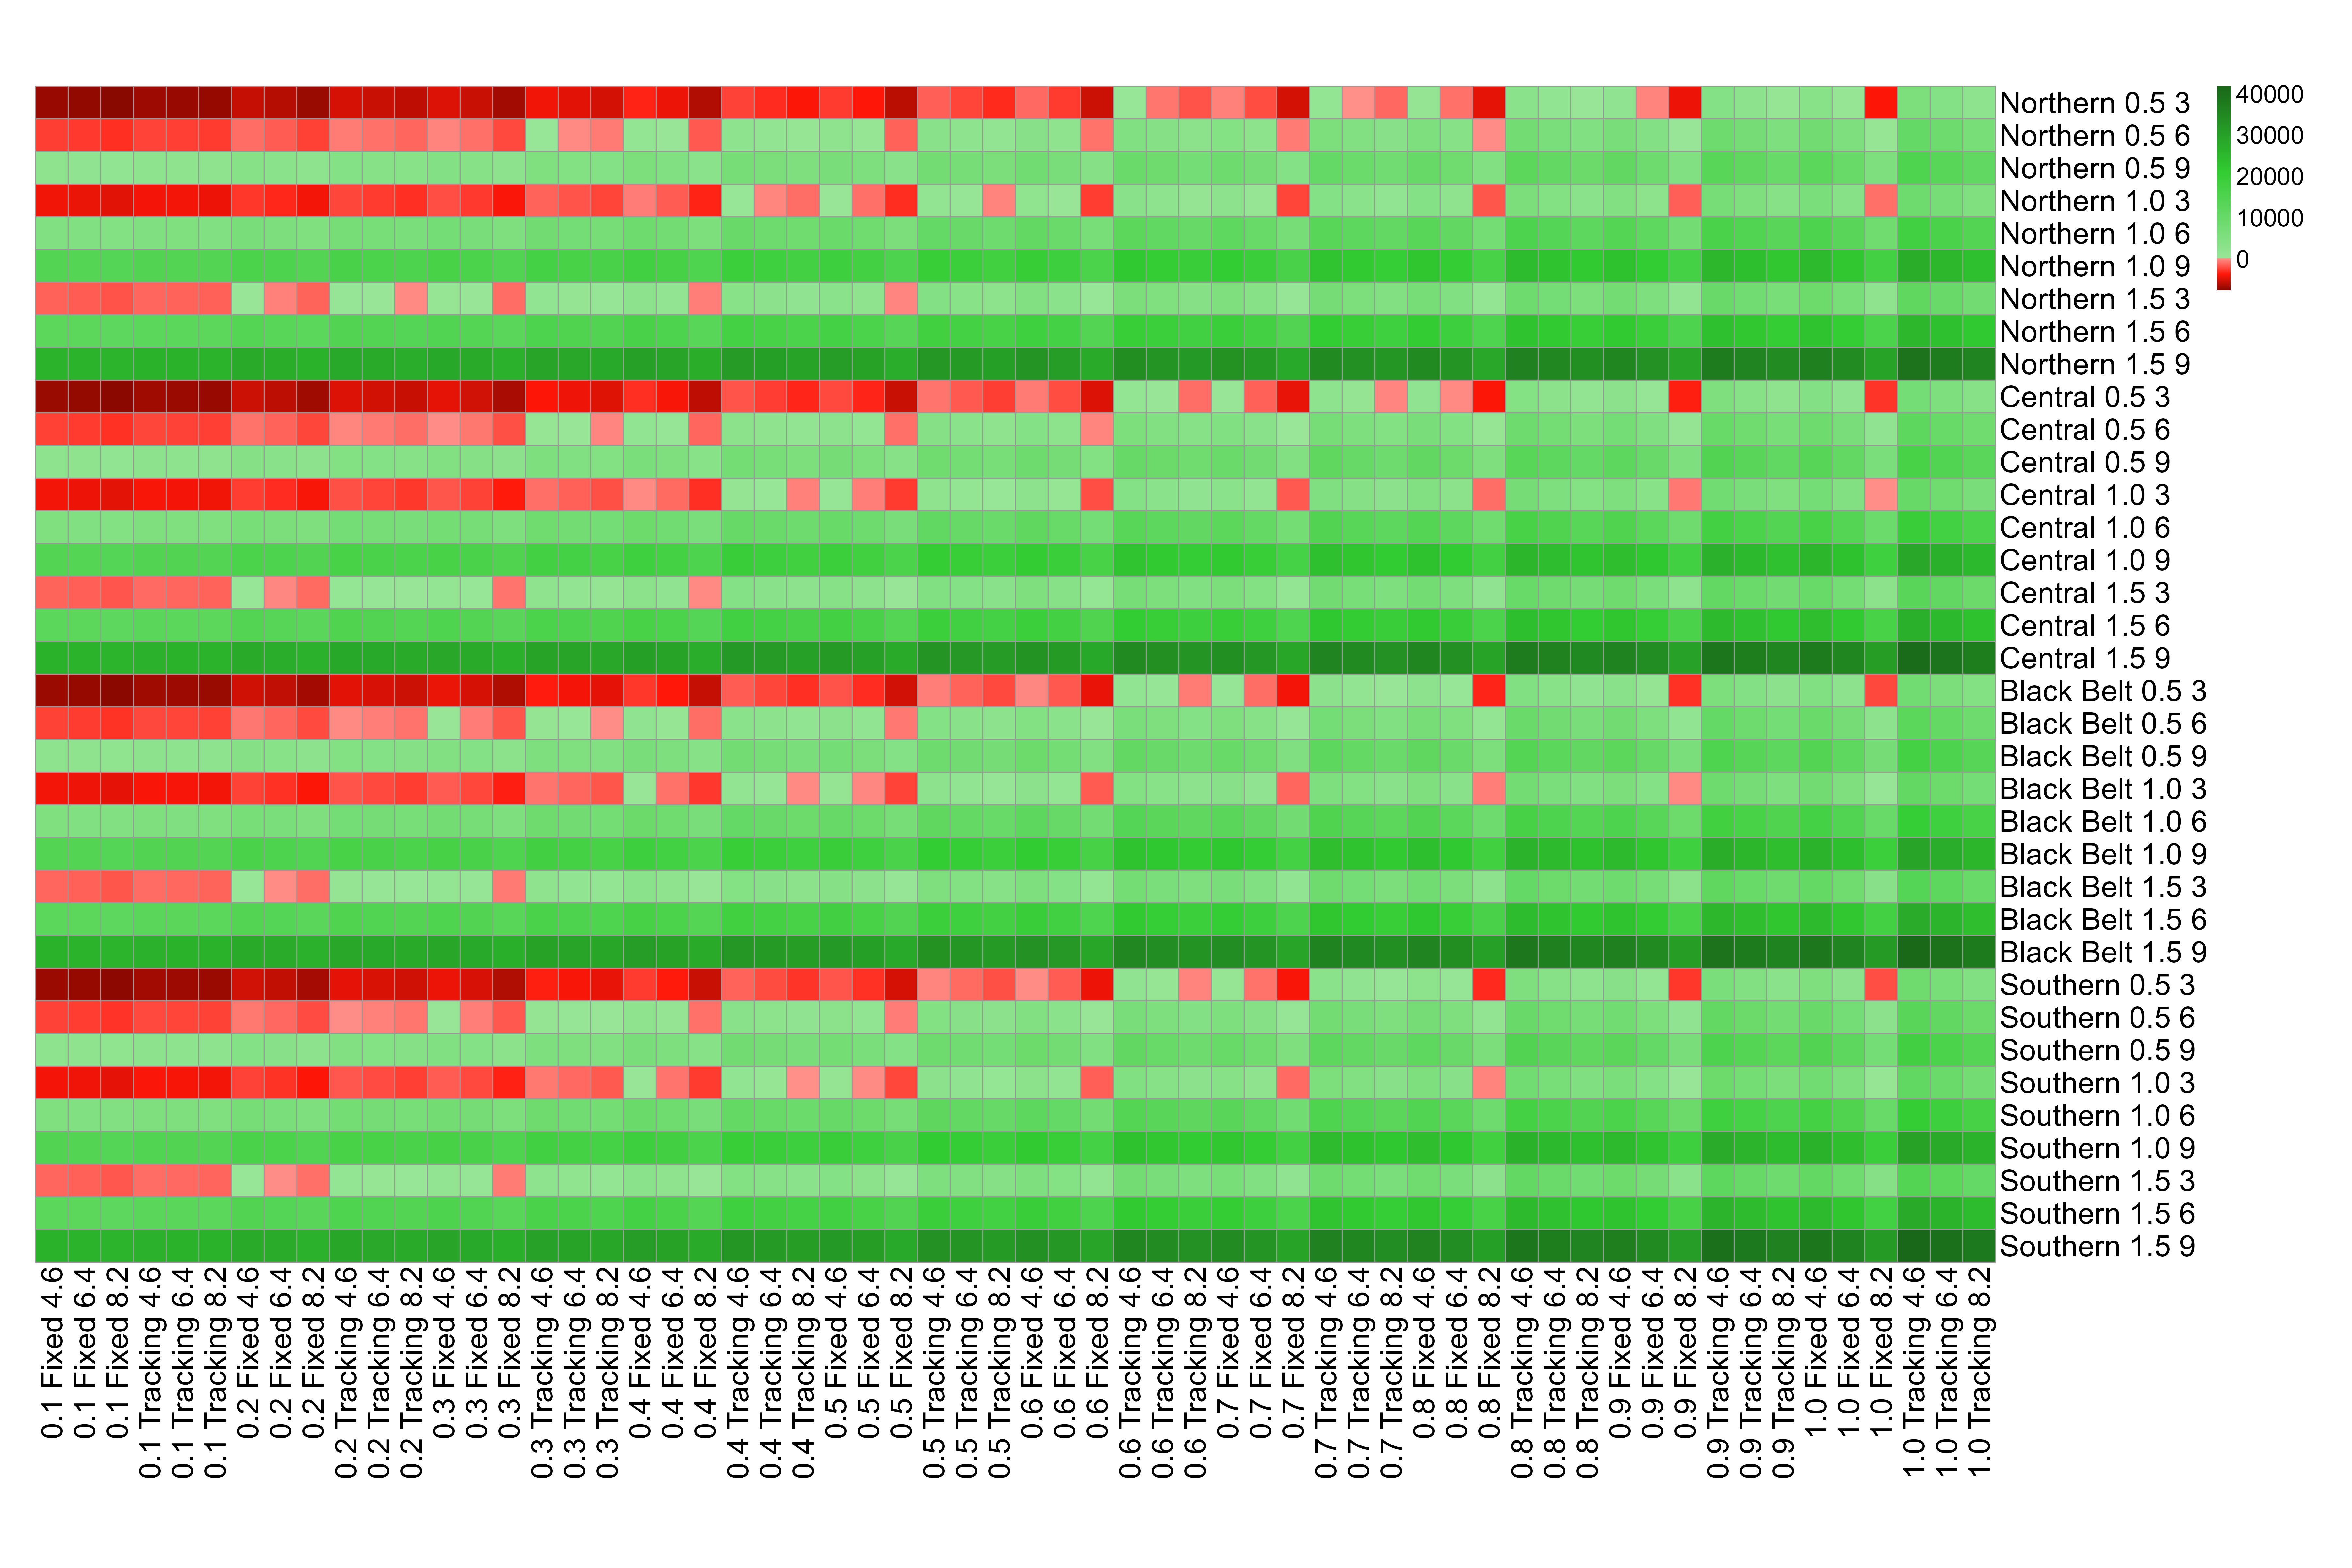 40000
30000
20000
10000
0
Northern 0.5 3
Northern 0.5 6
Northern 0.5 9
Northern 1.0 3
Northern 1.0 6
Northern 1.0 9
Northern 1.5 3
Northern 1.5 6
Northern 1.5 9
Central 0.5 3
Central 0.5 6
Central 0.5 9
Central 1.0 3
Central 1.0 6
Central 1.0 9
Central 1.5 3
Central 1.5 6
Central 1.5 9
Black Belt 0.5 3
Black Belt 0.5 6
Black Belt 0.5 9
Black Belt 1.0 3
Black Belt 1.0 6
Black Belt 1.0 9
Black Belt 1.5 3
Black Belt 1.5 6
Black Belt 1.5 9
Southern 0.5 3
Southern 0.5 6
Southern 0.5 9
Southern 1.0 3
Southern 1.0 6
Southern 1.0 9
Southern 1.5 3
Southern 1.5 6
Southern 1.5 9
0.1 Fixed 4.6
0.1 Fixed 6.4
0.1 Fixed 8.2
0.1 Tracking 4.6
0.1 Tracking 6.4
0.1 Tracking 8.2
0.2 Fixed 4.6
0.2 Fixed 6.4
0.2 Fixed 8.2
0.2 Tracking 4.6
0.2 Tracking 6.4
0.2 Tracking 8.2
0.3 Fixed 4.6
0.3 Fixed 6.4
0.3 Fixed 8.2
0.3 Tracking 4.6
0.3 Tracking 6.4
0.3 Tracking 8.2
0.4 Fixed 4.6
0.4 Fixed 6.4
0.4 Fixed 8.2
0.4 Tracking 4.6
0.4 Tracking 6.4
0.4 Tracking 8.2
0.5 Fixed 4.6
0.5 Fixed 6.4
0.5 Fixed 8.2
0.5 Tracking 4.6
0.5 Tracking 6.4
0.5 Tracking 8.2
0.6 Fixed 4.6
0.6 Fixed 6.4
0.6 Fixed 8.2
0.6 Tracking 4.6
0.6 Tracking 6.4
0.6 Tracking 8.2
0.7 Fixed 4.6
0.7 Fixed 6.4
0.7 Fixed 8.2
0.7 Tracking 4.6
0.7 Tracking 6.4
0.7 Tracking 8.2
0.8 Fixed 4.6
0.8 Fixed 6.4
0.8 Fixed 8.2
0.8 Tracking 4.6
0.8 Tracking 6.4
0.8 Tracking 8.2
0.9 Fixed 4.6
0.9 Fixed 6.4
0.9 Fixed 8.2
0.9 Tracking 4.6
0.9 Tracking 6.4
0.9 Tracking 8.2
1.0 Fixed 4.6
1.0 Fixed 6.4
1.0 Fixed 8.2
1.0 Tracking 4.6
1.0 Tracking 6.4
1.0 Tracking 8.2